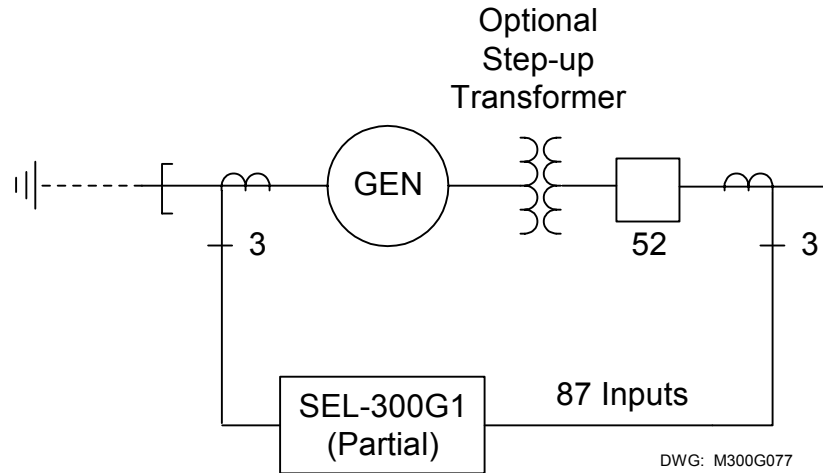 Optional
Step-up
Transformer
GEN
52
3
3
SEL-300G1
(Partial)
87 Inputs
DWG: M300G077